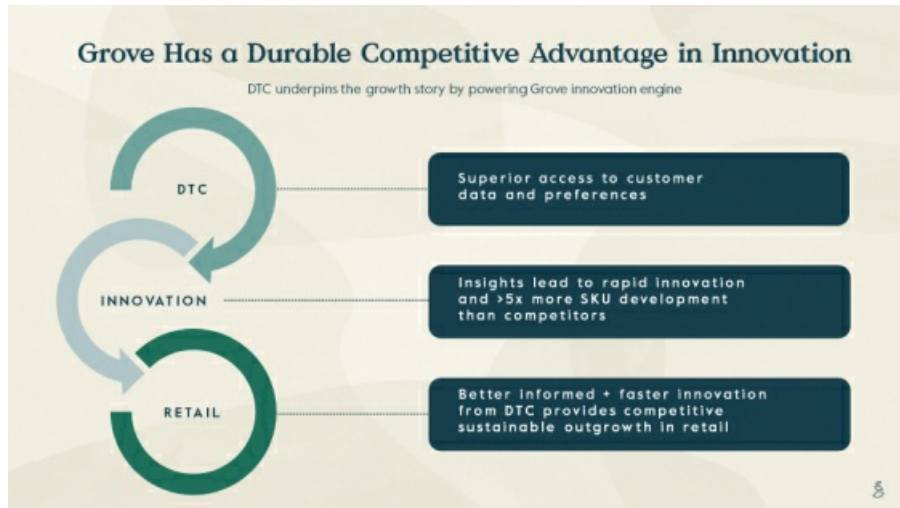 Grove Has a Durable Competitive Advantage in Innovation
DTC underpins the growth story by powering Grove innovation engine
DTC
Superior access to customer
data and preferences
INNOVATION
Insights lead to rapid innovation
and >5x more SKU development
than competitors
RETAIL
Better informed + faster innovation
from DTC provides competitive
sustainable outgrowth in retail